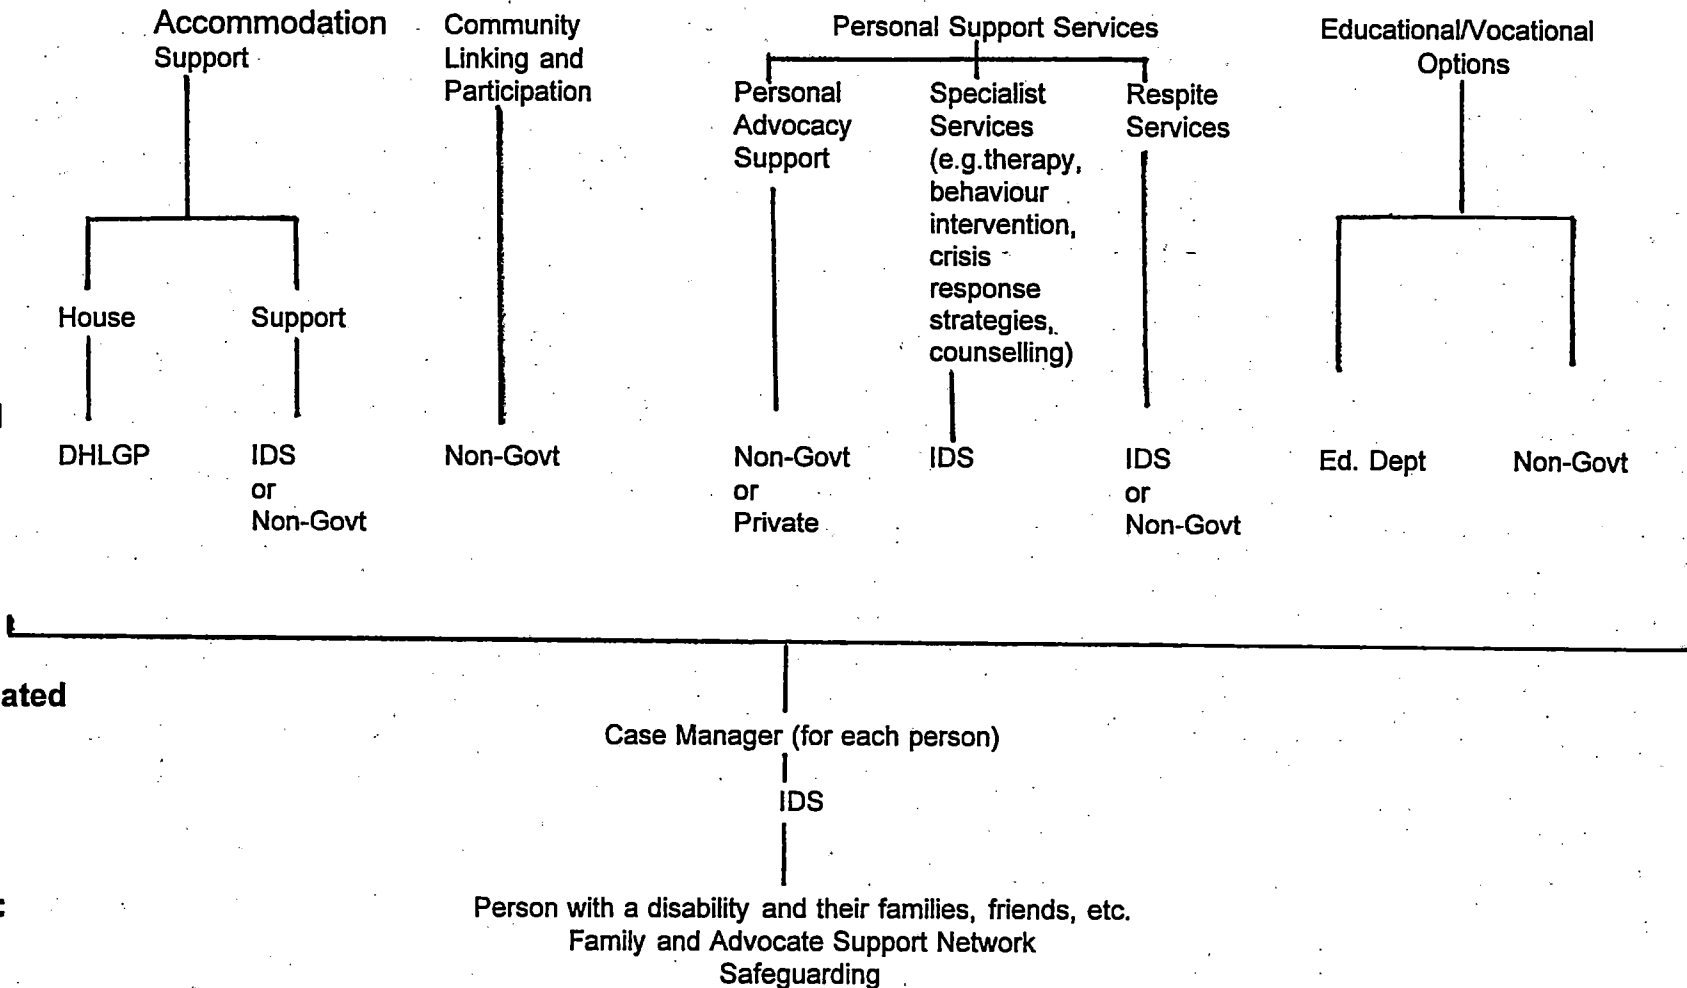 Accommodation
Support
Community
Linking and
Participation
Personal Support Services
Personal
Advocacy
Support
Specialist
Services
(e.g.therapy,
behaviour
intervention,
crisis
response
strategies,
counselling)
Respite
Services
Educational/Vocational
Options
House
Support
DHLGP
IDS
or
Non-Govt
Non-Govt
Non-Govt
or
Private
IDS
IDS
or
Non-Govt
Ed. Dept
Non-Govt
ated
Case Manager (for each person)
IDS
Person with a disability and their families, friends, etc.
Family and Advocate Support Network
Safeguarding